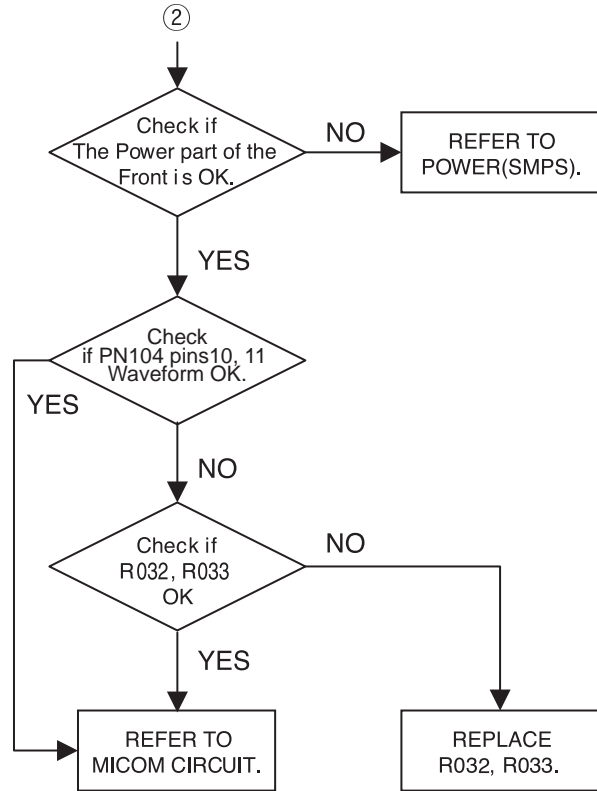 ②
Check if
The Power part of the
Front is OK.
NO
REFER TO
POWER(SMPS).
YES
Check
if PN104 pins10, 11
Waveform OK.
YES
NO
Check if
R032, R033
OK
NO
YES
REFER TO
MICOM CIRCUIT.
REPLACE
R032, R033.